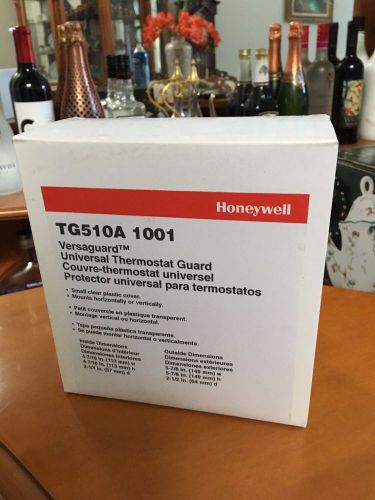 Honeywell
TG510A 1001
Versaguard™
Universal Thermostat Guard
Couvre-thermostat universel
Protector universal para termostatos
• Small clear plastic cover.
• Mounts horizontally or vertically.
• Petit couvercle en plastique transparent.
• Montage vertical ou horizontal.
• Tapa pequeña plástica transparente.
• Se puede montar horizontal o verticalmente.
Inside Dimensions
Dimensions d'intérieur
Dimensiones interiores
4-7/16 in. (113 mm) w
4-7/16 in. (113 mm) h
2-1/4 in. (57 mm) d
Outside Dimensions
Dimensions extérieures
Dimensiones exteriores
5-7/8 in. (149 mm) w
5-7/8 in. (149 mm) h
2-1/2 in. (64 mm) d